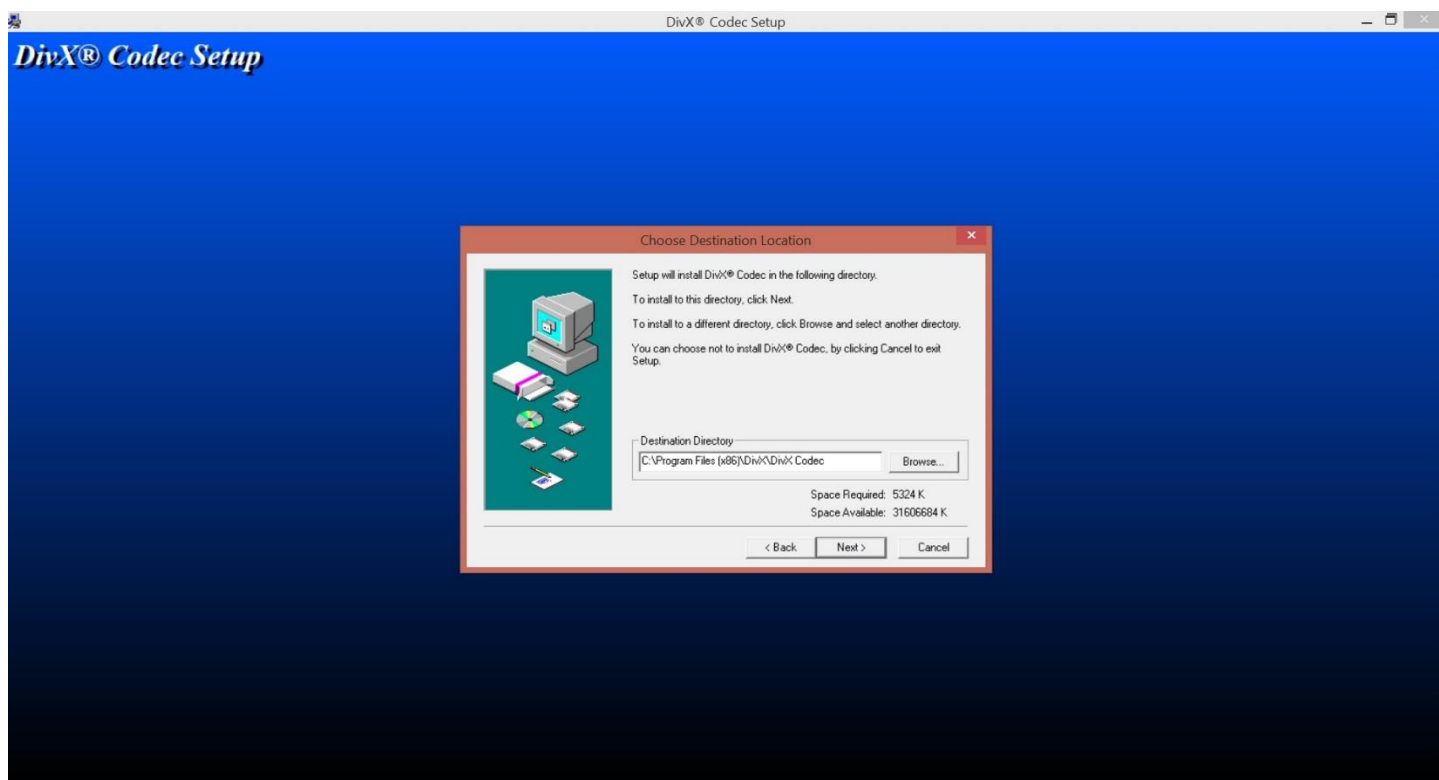 DivX® Codec Setup
DivX® Codec Setup
Choose Destination Location
Setup will install DivX® Codec in the following directory.
To install to this directory, click Next.
To install to a different directory, click Browse and select another directory.
You can choose not to install DivX® Codec, by clicking Cancel to exit
Setup.
Destination Directory
C:\Program Files (x86)\DivX\DivX Codec
Browse...
Space Required: 5324 K
Space Available: 31606684 K
< Back
Next >
Cancel